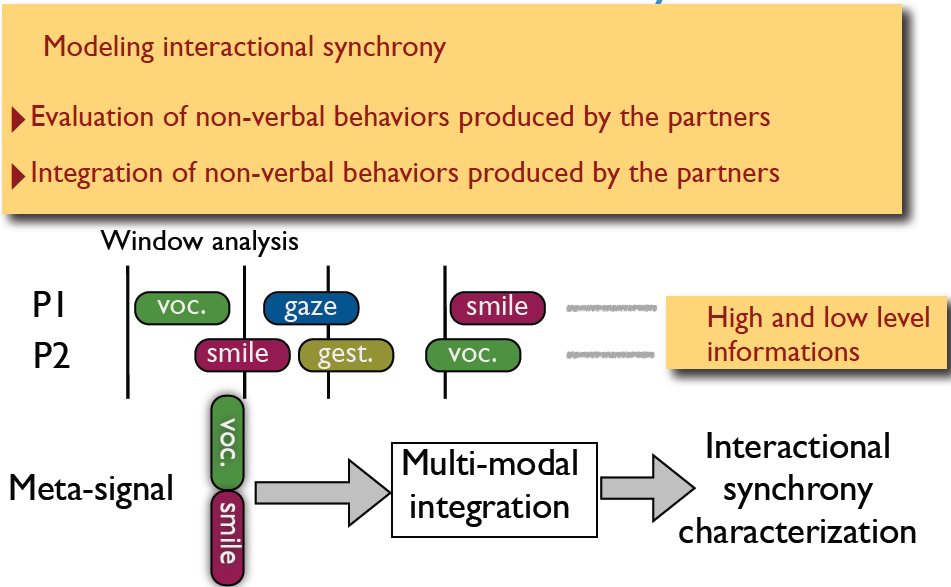 Modeling interactional synchrony
Evaluation of non-verbal behaviors produced by the partners
Integration of non-verbal behaviors produced by the partners
Window analysis
P1 voc. gaze smile
P2 smile gest. voc.
High and low level
informations
Meta-signal
voc.
smile
Multi-modal
integration
Interactional
synchrony
characterization